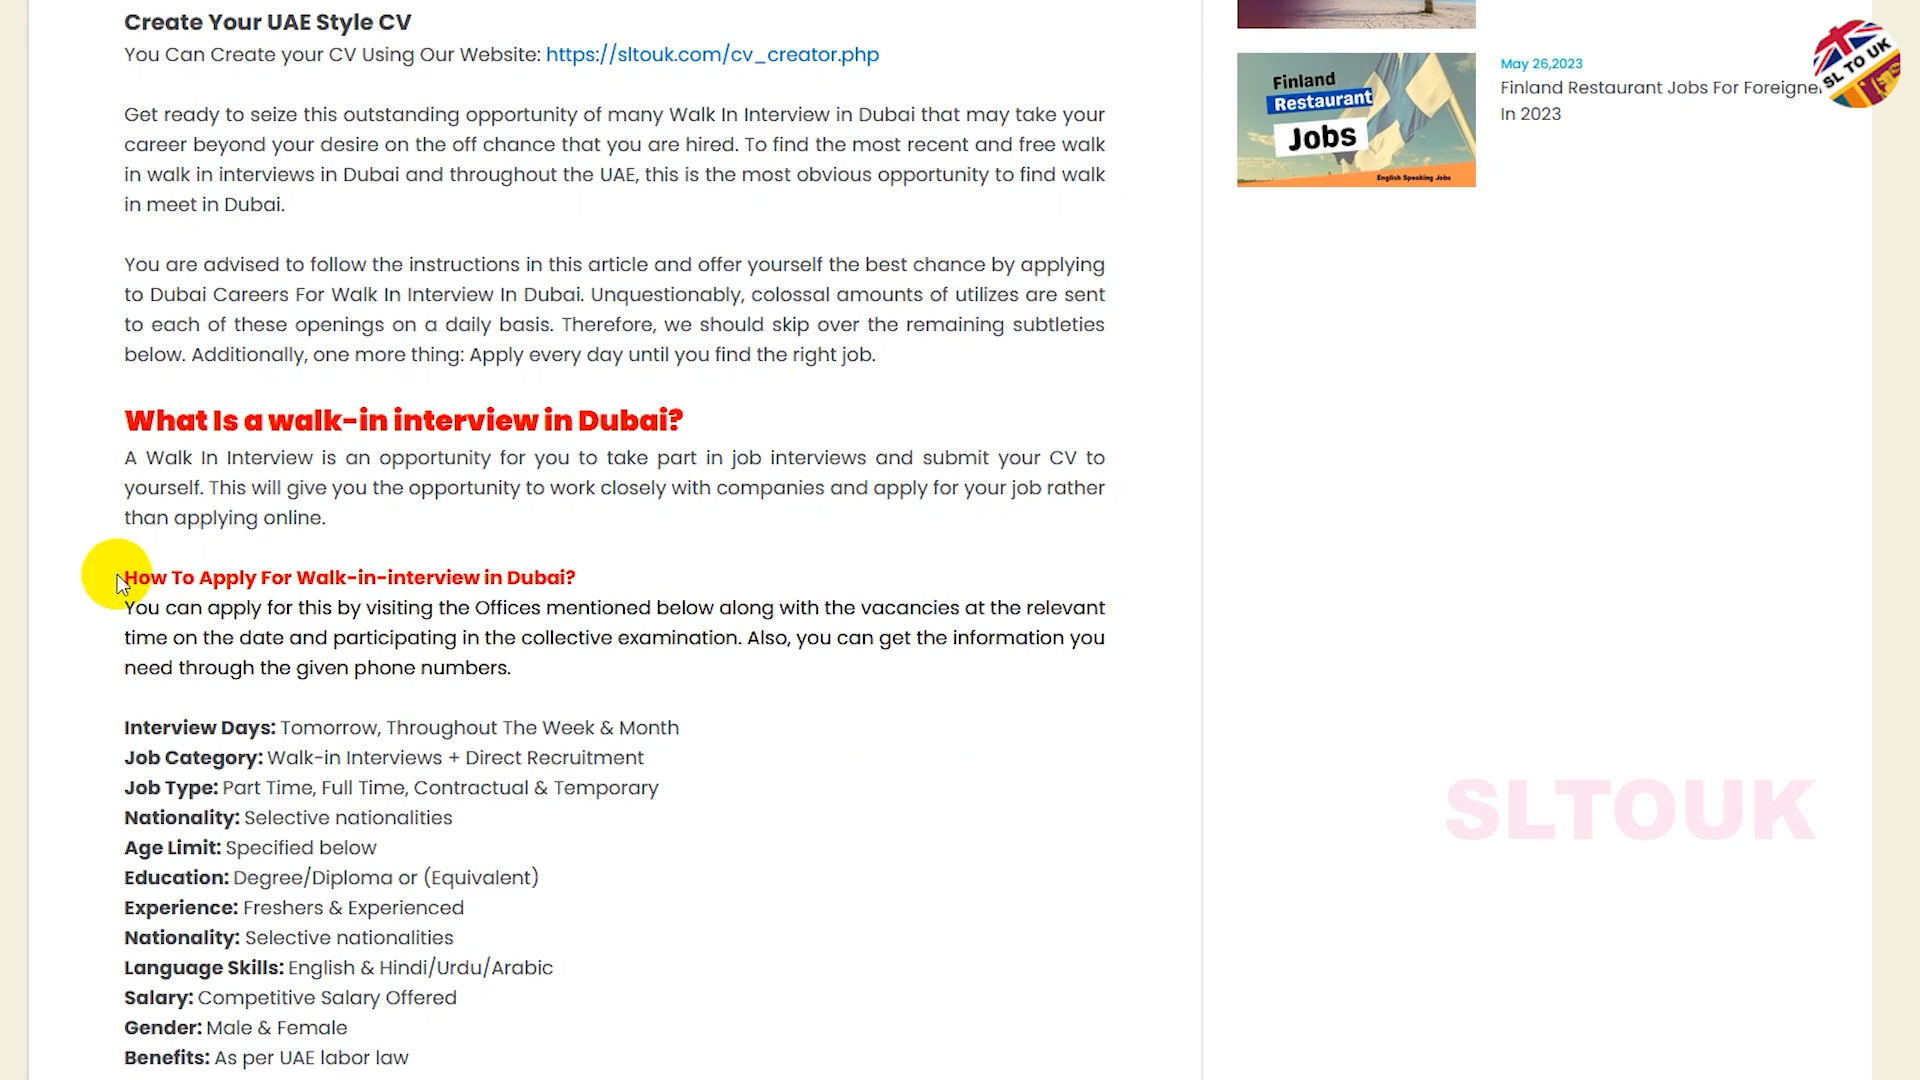 Create Your UAE Style CV
You Can Create your CV Using Our Website: https://sltouk.com/cv_creator.php
Get ready to seize this outstanding opportunity of many Walk In Interview in Dubai that may take your
career beyond your desire on the off chance that you are hired. To find the most recent and free walk
in walk in interviews in Dubai and throughout the UAE, this is the most obvious opportunity to find walk
in meet in Dubai.
You are advised to follow the instructions in this article and offer yourself the best chance by applying
to Dubai Careers For Walk In Interview In Dubai. Unquestionably, colossal amounts of utilizes are sent
to each of these openings on a daily basis. Therefore, we should skip over the remaining subtleties
below. Additionally, one more thing: Apply every day until you find the right job.
What Is a walk-in interview in Dubai?
A Walk In Interview is an opportunity for you to take part in job interviews and submit your CV to
yourself. This will give you the opportunity to work closely with companies and apply for your job rather
than applying online.
How To Apply For Walk-in-interview in Dubai?
You can apply for this by visiting the Offices mentioned below along with the vacancies at the relevant
time on the date and participating in the collective examination. Also, you can get the information you
need through the given phone numbers.
Interview Days: Tomorrow, Throughout The Week & Month
Job Category: Walk-in Interviews + Direct Recruitment
Job Type: Part Time, Full Time, Contractual & Temporary
Nationality: Selective nationalities
Age Limit: Specified below
Education: Degree/Diploma or (Equivalent)
Experience: Freshers & Experienced
Nationality: Selective nationalities
Language Skills: English & Hindi/Urdu/Arabic
Salary: Competitive Salary Offered
Gender: Male & Female
Benefits: As per UAE labor law
Finland
Restaurant
Jobs
English Speaking Jobs
May 26,2023
Finland Restaurant Jobs For
In 2023
SL TO UK
SLTOUK